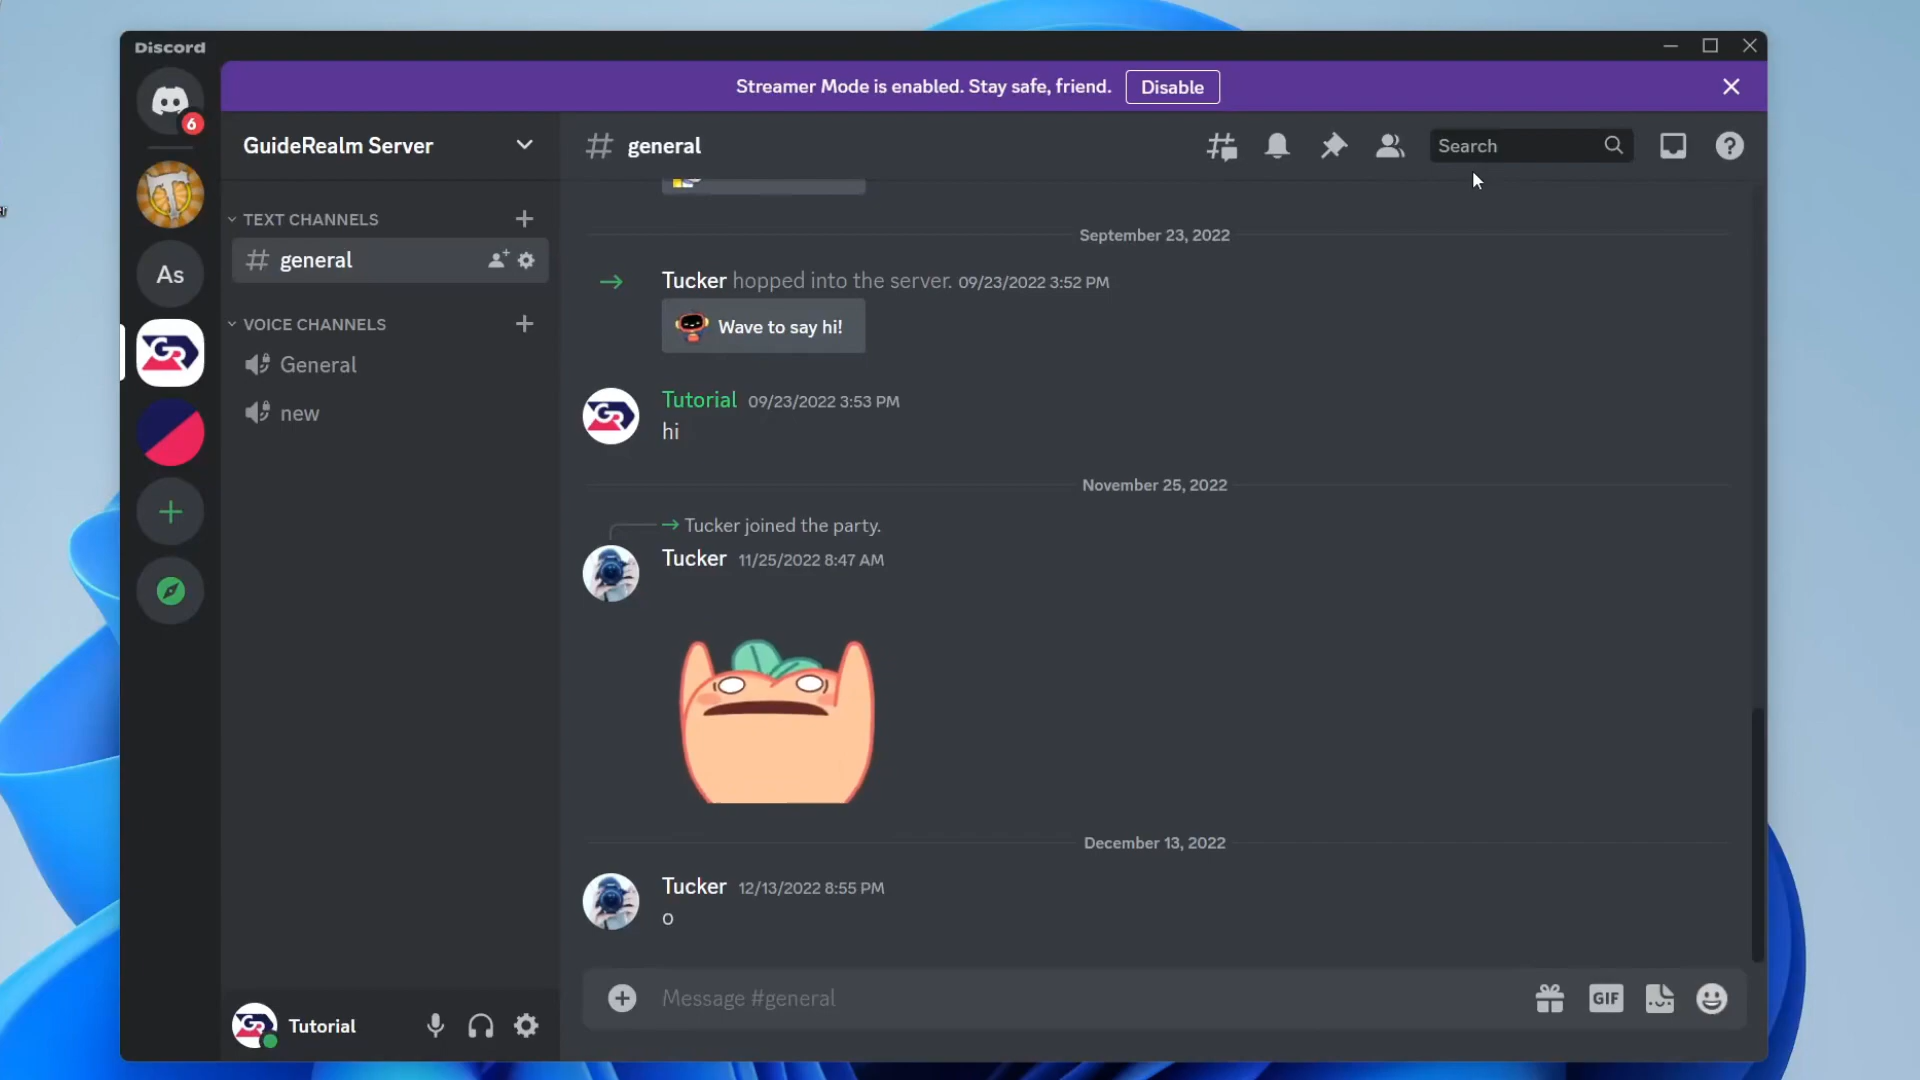 Discord
Streamer Mode is enabled. Stay safe, friend. Disable
6
GuideRealm Server
general
Search
TEXT CHANNELS
general
As
VOICE CHANNELS
General
new
September 23, 2022
Tucker hopped into the server. 09/23/2022 3:52 PM
Wave to say hi!
Tutorial 09/23/2022 3:53 PM
hi
November 25, 2022
Tucker joined the party.
Tucker 11/25/2022 8:47 AM
December 13, 2022
Tucker 12/13/2022 8:55 PM
o
Message #general
GIF
Tutorial